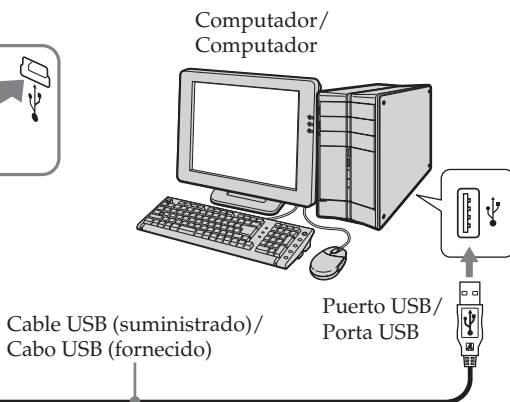 Computador/
Computador
Puerto USB/
Porta USB
Cable USB (suministrado)/
Cabo USB (fornecido)